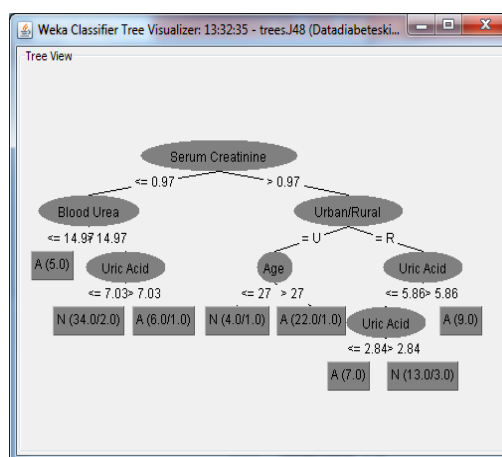 Weka Classifier Tree Visualizer: 13:32:35 - trees.J48 (Datadiabeteski...
Tree View
Serum Creatinine
<= 0.97 > 0.97
Blood Urea Urban/Rural
<= 14.97 > 14.97 = U = R
A (5.0) Uric Acid Age Uric Acid
<= 7.03 > 7.03 <= 27 > 27 <= 5.86 > 5.86
N (34.0/2.0) A (6.0/1.0) N (4.0/1.0) A (22.0/1.0) Uric Acid A (9.0)
<= 2.84 > 2.84
A (7.0) N (13.0/3.0)